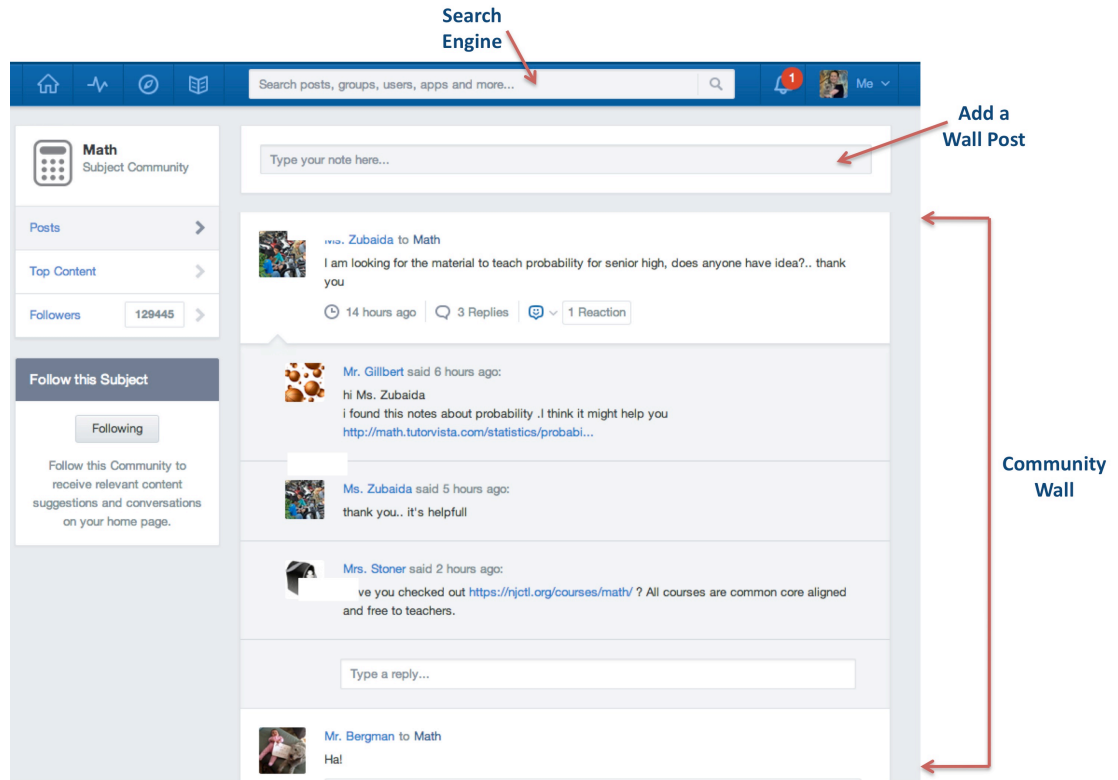 Search
Engine
Search posts, groups, users, apps and more...
1
Me
Add a
Wall Post
Math
Subject Community
Type your note here...
Posts
Top Content
Followers 129445
Follow this Subject
Following
Follow this Community to
receive relevant content
suggestions and conversations
on your home page.
Ms. Zubaida to Math
I am looking for the material to teach probability for senior high, does anyone have idea?.. thank
you
14 hours ago 3 Replies 1 Reaction
Mr. Gillbert said 6 hours ago:
hi Ms. Zubaida
i found this notes about probability .I think it might help you
http://math.tutorvista.com/statistics/probabi...
Ms. Zubaida said 5 hours ago:
thank you.. it's helpfull
Mrs. Stoner said 2 hours ago:
ve you checked out https://njctl.org/courses/math/ ? All courses are common core aligned
and free to teachers.
Type a reply...
Mr. Bergman to Math
Ha!
Community
Wall